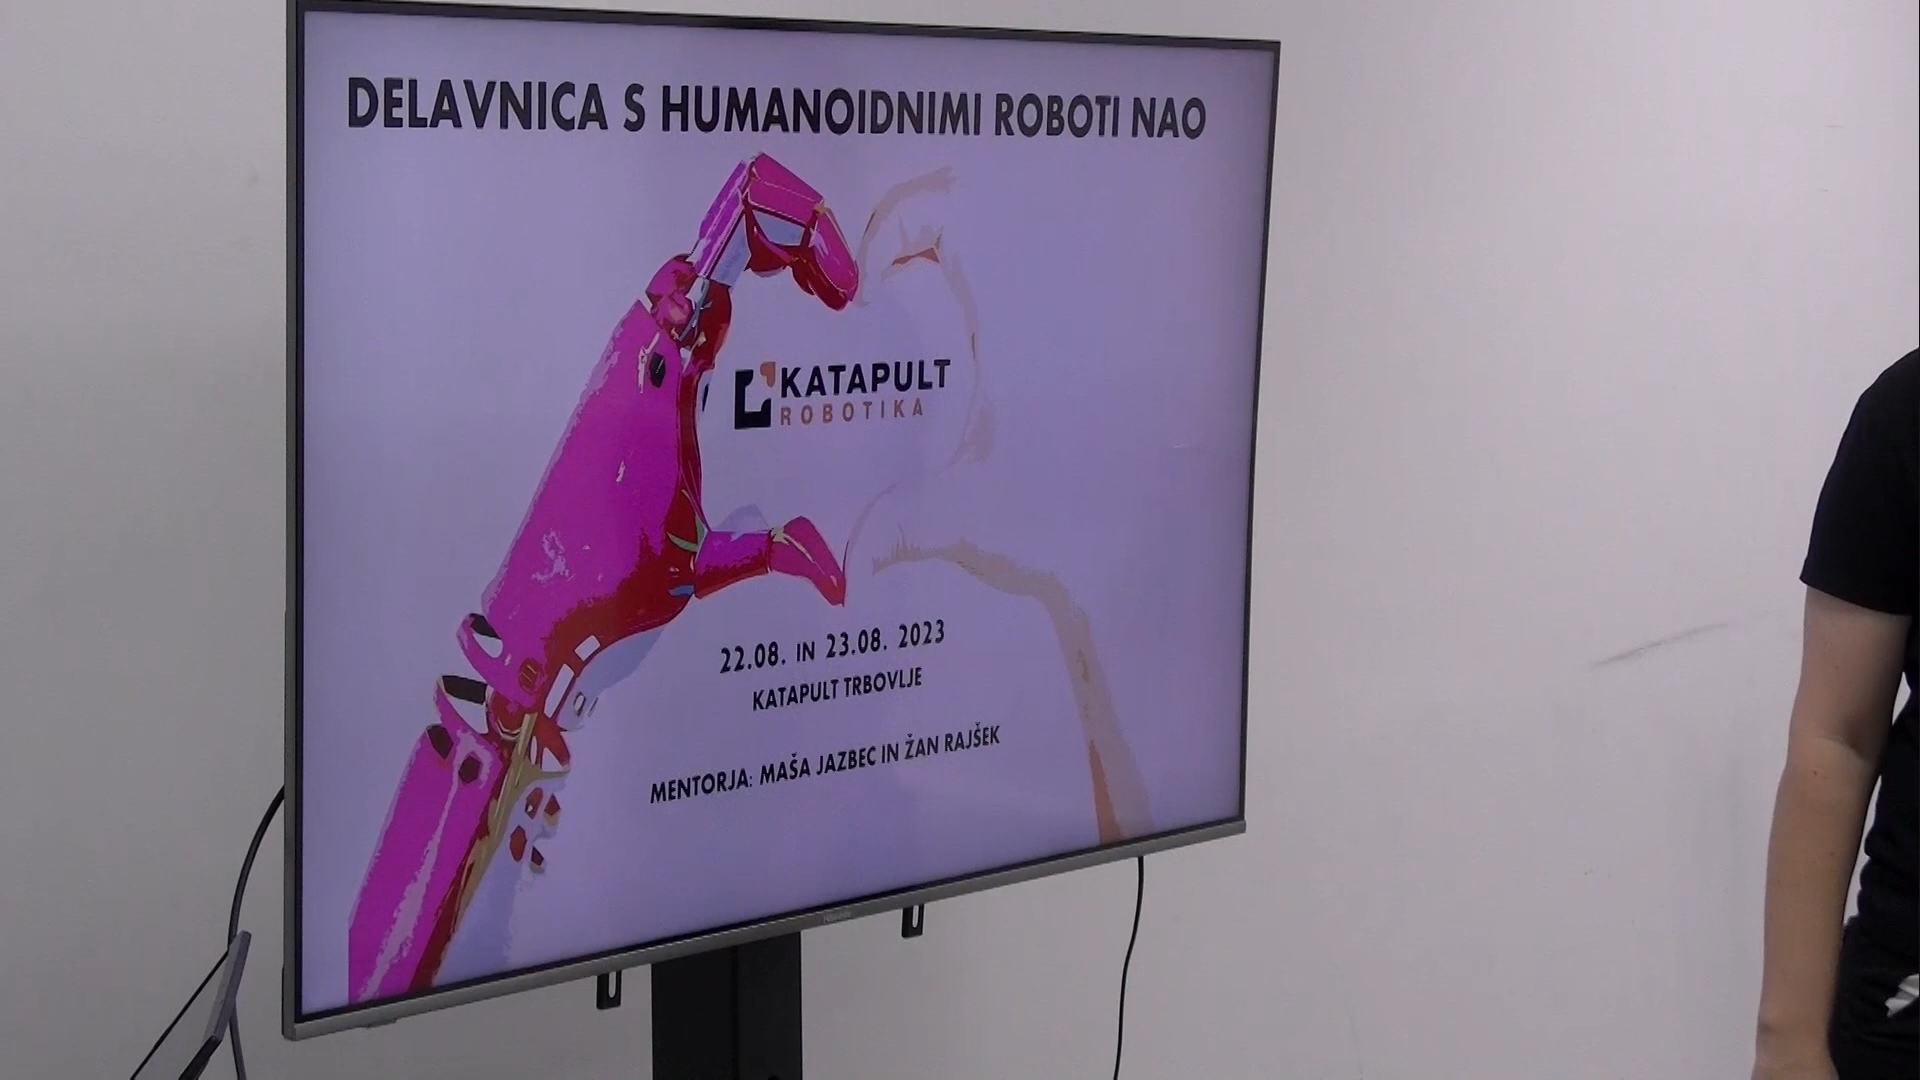 DELAVNICA S HUMANOIDNIMI ROBOTI NAO
KATAPULT
ROBOTIKA
22.08. IN 23.08. 2023
KATAPULT TRBOVLJE
MENTORJA: MAŠA JAZBEC IN ŽAN RAJŠEK
Hisense